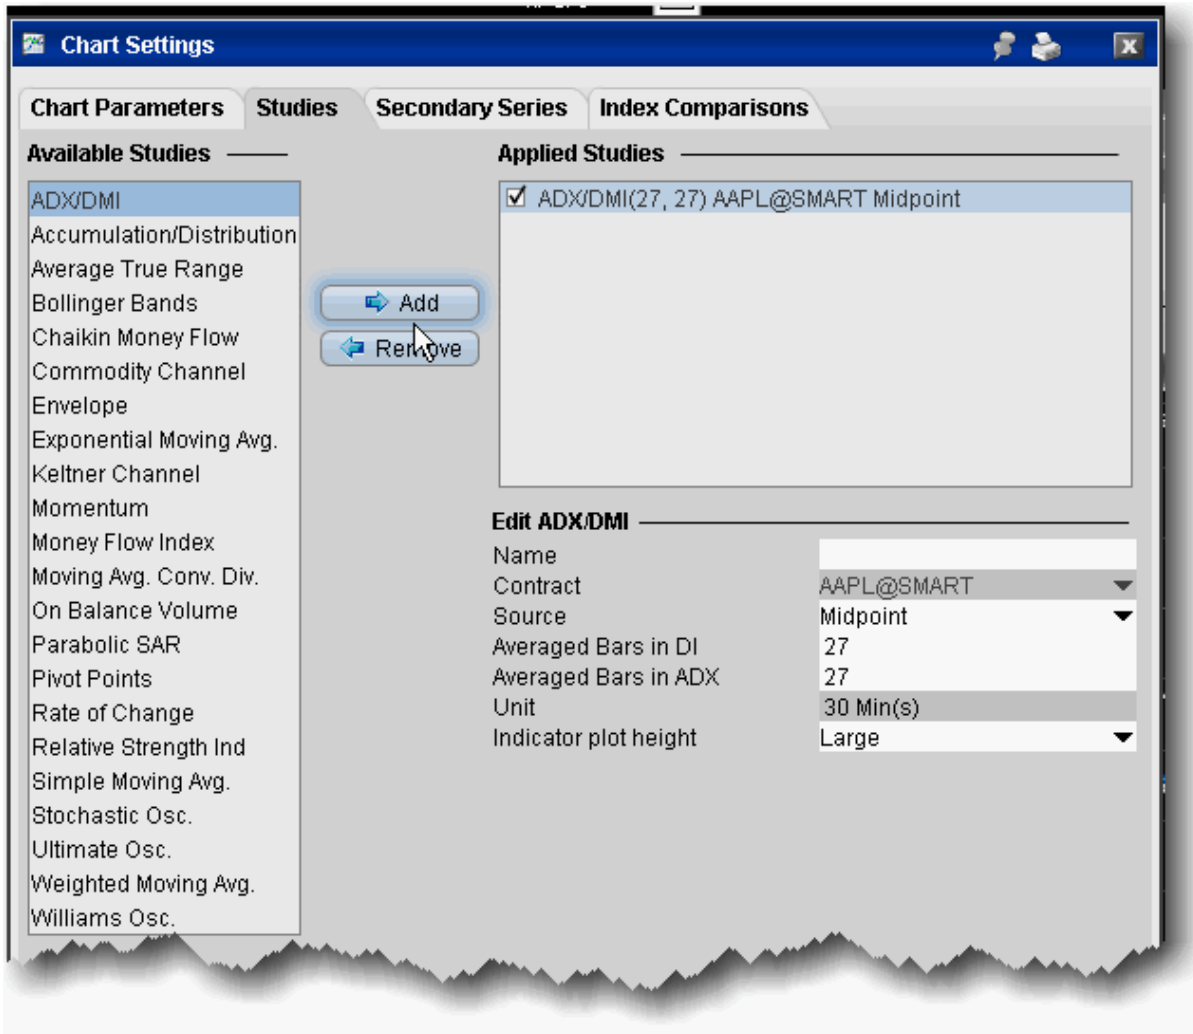 Chart Settings
Chart Parameters
Studies
Secondary Series
Index Comparisons
Available Studies
ADX/DMI
Accumulation/Distribution
Average True Range
Bollinger Bands
Chaikin Money Flow
Commodity Channel
Envelope
Exponential Moving Avg.
Keltner Channel
Momentum
Money Flow Index
Moving Avg. Conv. Div.
On Balance Volume
Parabolic SAR
Pivot Points
Rate of Change
Relative Strength Ind
Simple Moving Avg.
Stochastic Osc.
Ultimate Osc.
Weighted Moving Avg.
Williams Osc.
Add
Remove
Applied Studies
ADX/DMI(27, 27) AAPL@SMART Midpoint
Edit ADX/DMI
Name
Contract AAPL@SMART
Source Midpoint
Averaged Bars in DI 27
Averaged Bars in ADX 27
Unit 30 Min(s)
Indicator plot height Large